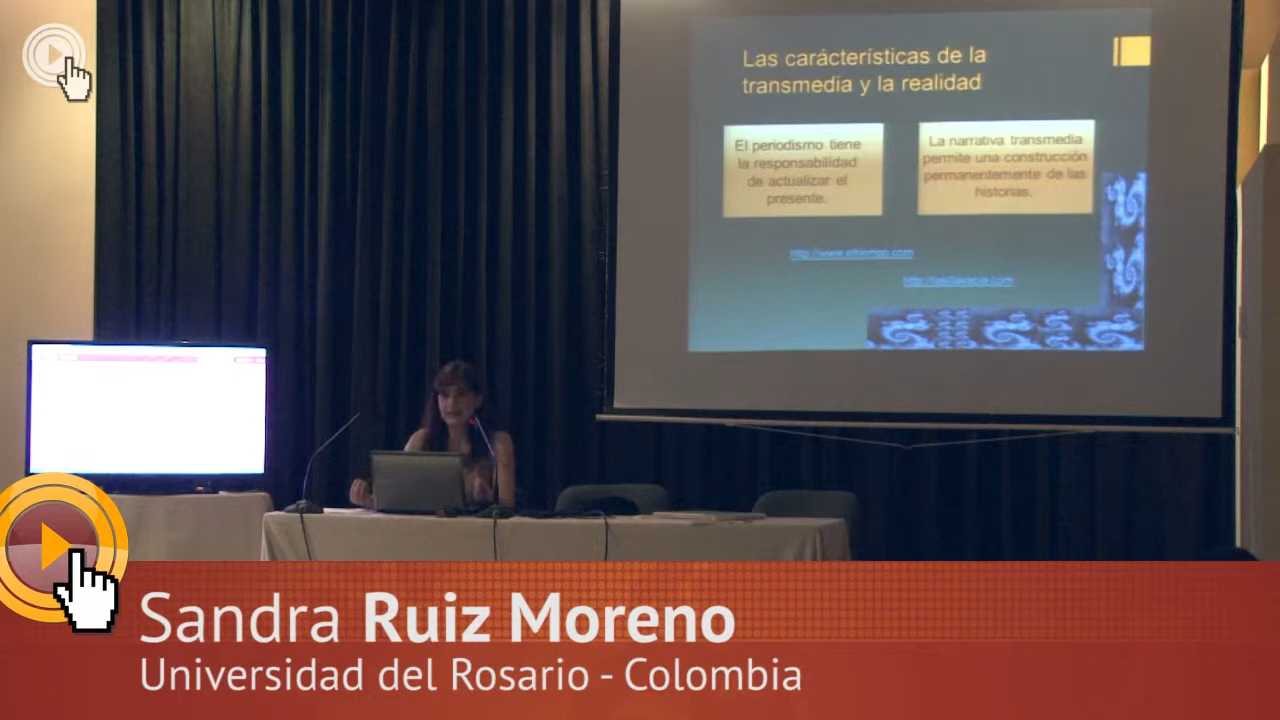 Las carácterísticas de la
transmedia y la realidad
El periodismo tiene
la responsabilidad
de actualizar el
presente.
La narrativa transmedia
permite una construcción
permanentemente de las
historias.
http://www.eltiempo.com
Sandra Ruiz Moreno
Universidad del Rosario - Colombia